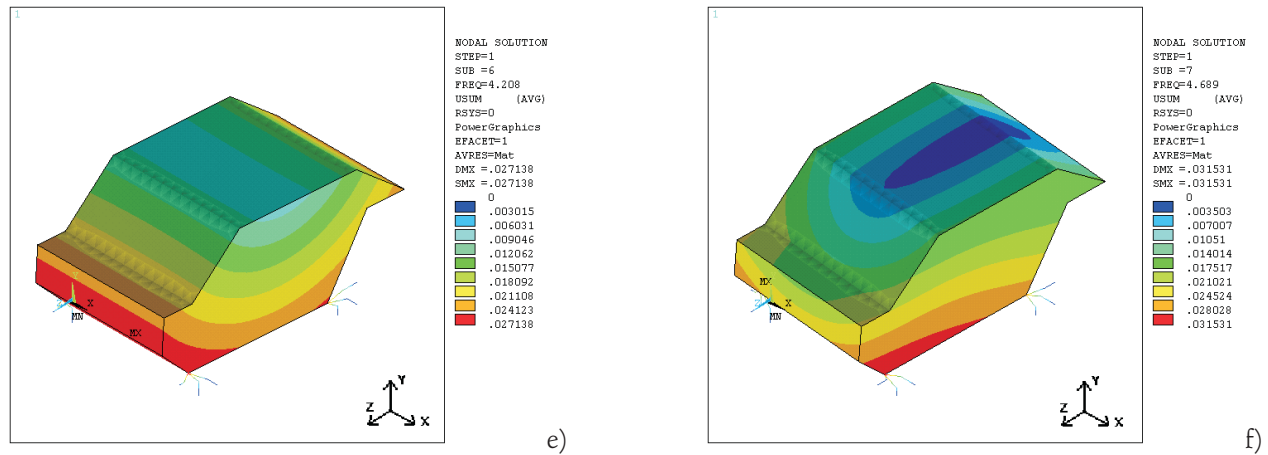 1
NODAL SOLUTION
STEP=1
SUB =6
FREQ=4.208
USUM (AVG)
RSYS=0
PowerGraphics
EFACET=1
AVRES=Mat
DMX =.027138
SMX =.027138
0
.003015
.006031
.009046
.012062
.015077
.018092
.021108
.024123
.027138
Y
Z
X
MN
MX
Y
Z
X
e)
1
NODAL SOLUTION
STEP=1
SUB =7
FREQ=4.689
USUM (AVG)
RSYS=0
PowerGraphics
EFACET=1
AVRES=Mat
DMX =.031531
SMX =.031531
0
.003503
.007007
.01051
.014014
.017517
.021021
.024524
.028028
.031531
MX
Z
X
MN
Y
Z
X
f)